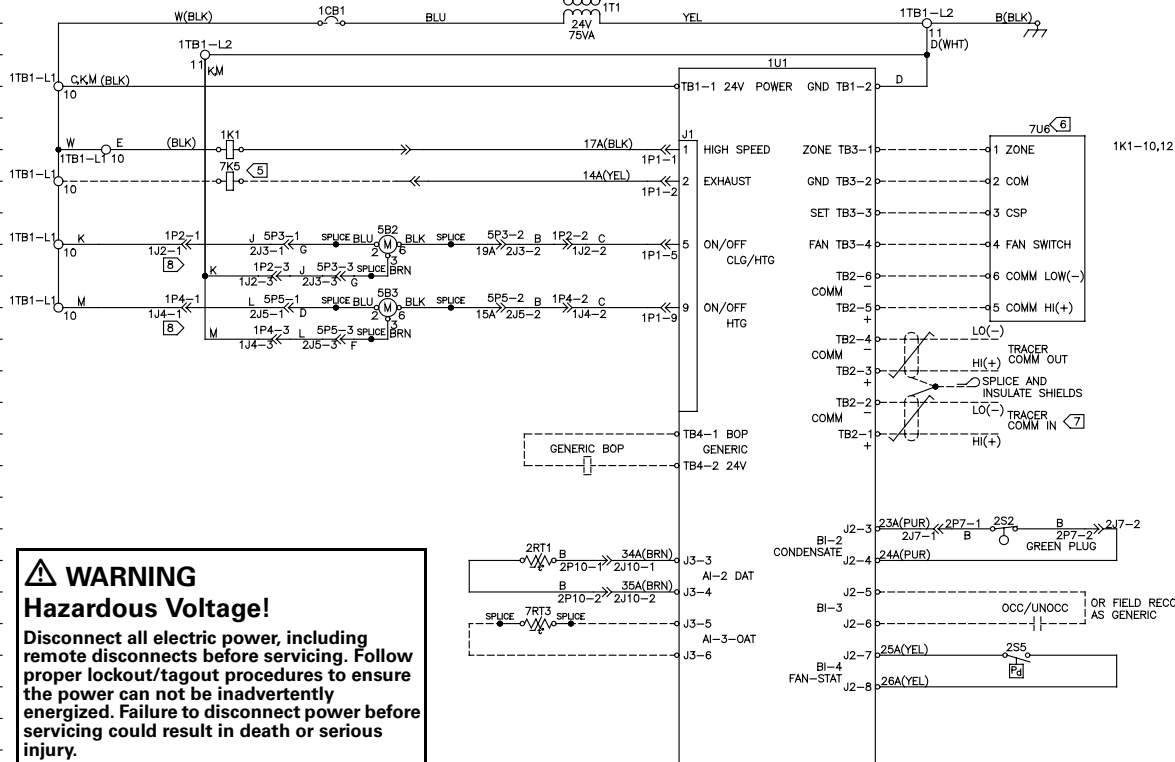 W(BLK) 1CB1 BLU 1T1 24V 75VA YEL 1TB1-L2 B(BLK)
11
D(WHT)
1TB1-L2
11 K,M
1U1
1TB1-L1 C,K,M (BLK)
10
TB1-1 24V POWER GND TB1-2 D
W E (BLK) 1K1 17A(BLK)
1TB1-L1 10
1P1-1
J1
1 HIGH SPEED ZONE TB3-1
7U6 6
1 ZONE
1K1-10,12
1TB1-L1
10
7K5 5
14A(YEL)
1P1-2
2 EXHAUST GND TB3-2
2 COM
SET TB3-3
3 CSP
1TB1-L1 K 1P2-1 J 5P3-1 SPLICE BLU 5B2 M BLK SPLICE 5P3-2 B 1P2-2 C
10 1J2-1 2J3-1 G 2 6 19A 2J3-2 1J2-2 1P1-5
8
5 ON/OFF FAN TB3-4
CLG/HTG
4 FAN SWITCH
3
K 1P2-3 J 5P3-3 SPLICE BRN
1J2-3 2J3-3 G
TB2-6
COMM −
6 COMM LOW(−)
1TB1-L1 M 1P4-1 L 5P5-1 SPLICE BLU 5B3 M BLK SPLICE 5P5-2 B 1P4-2 C
10 1J4-1 2J5-1 D 2 6 15A 2J5-2 1J4-2 1P1-9
8
9 ON/OFF TB2-5
HTG
+
5 COMM HI(+)
3
M 1P4-3 L 5P5-3 SPLICE BRN
1J4-3 2J5-3 F
TB2-4
COMM −
TB2-3
+
LO(−)
TRACER
COMM OUT
HI(+)
SPLICE AND
INSULATE SHIELDS
TB2-2
COMM −
TB2-1
+
LO(−)
TRACER
COMM IN 7
HI(+)
GENERIC BOP
TB4-1 BOP
GENERIC
TB4-2 24V
J2-3 23A(PUR) 2P7-1 2S2 B 2J7-2
2J7-1 B 2P7-2
GREEN PLUG
BI-2
CONDENSATE
J2-4 24A(PUR)
2RT1 B 34A(BRN)
2P10-1 2J10-1
J3-3
t
AI-2 DAT
B 35A(BRN)
2P10-2 2J10-2
J3-4
J2-5
BI-3
OCC/UNOCC
OR FIELD RECC
AS GENERIC
J2-6
SPLICE 7RT3 SPLICE
t
J3-5
AI-3-OAT
J3-6
J2-7 25A(YEL) 2S5
Pd
BI-4
FAN-STAT
J2-8 26A(YEL)
WARNING
Hazardous Voltage!
Disconnect all electric power, including
remote disconnects before servicing. Follow
proper lockout/tagout procedures to ensure
the power can not be inadvertently
energized. Failure to disconnect power before
servicing could result in death or serious
injury.